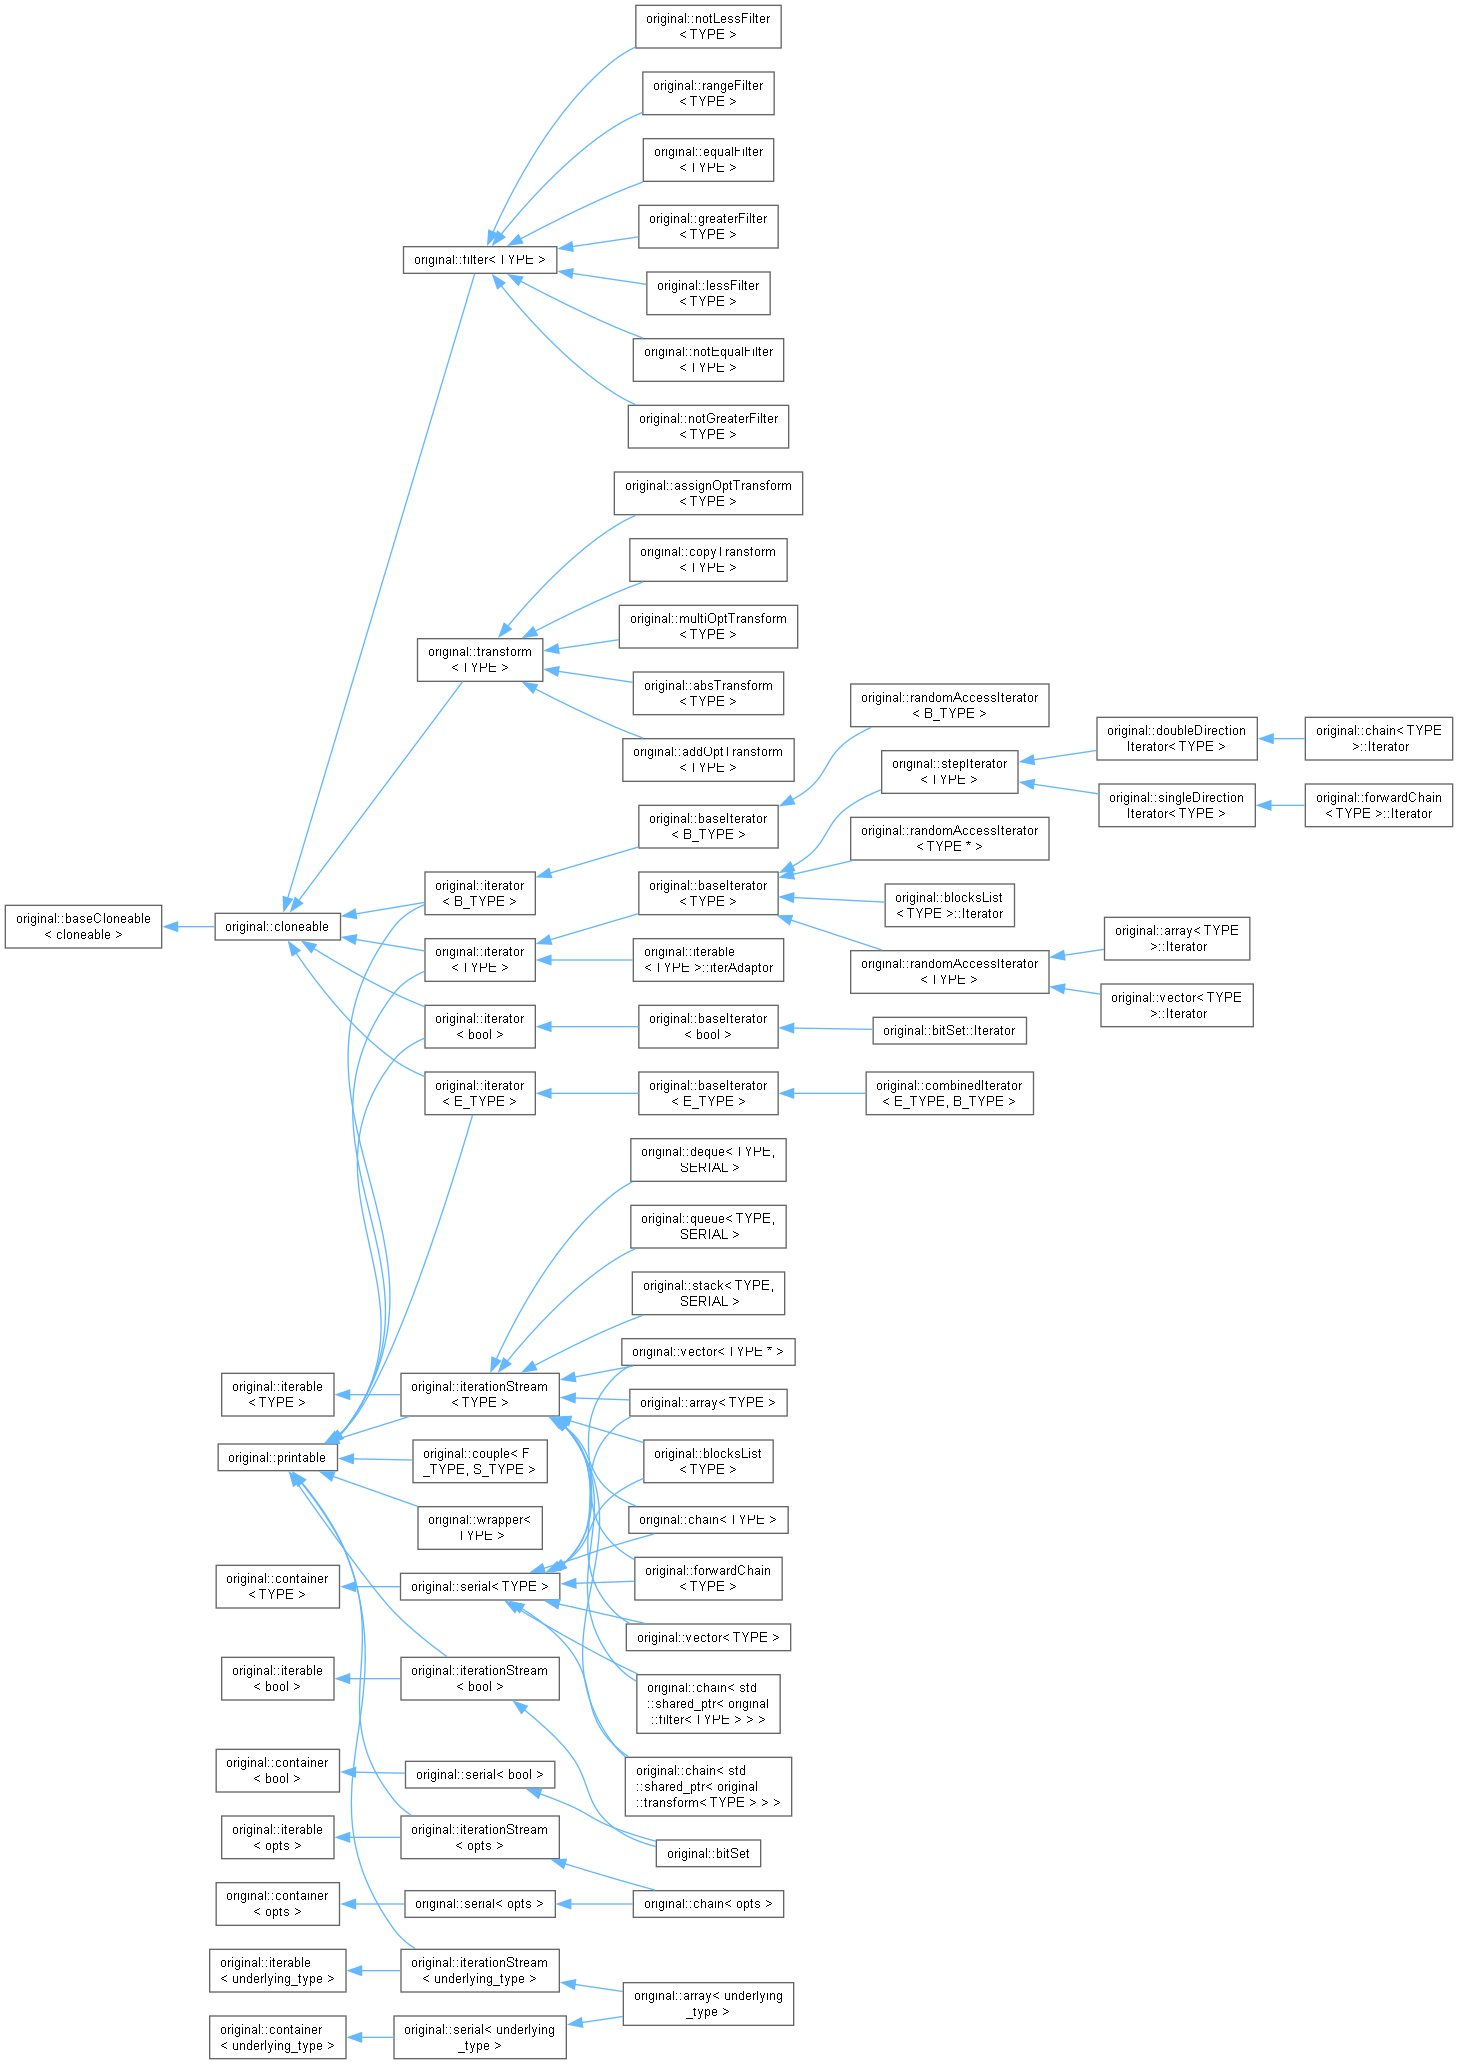 original::notLessFilter
< TYPE >
original::rangeFilter
< TYPE >
original::equalFilter
< TYPE >
original::greaterFilter
< TYPE >
original::filter< TYPE >
original::lessFilter
< TYPE >
original::notEqualFilter
< TYPE >
original::notGreaterFilter
< TYPE >
original::assignOptTransform
< TYPE >
original::copyTransform
< TYPE >
original::multiOptTransform
< TYPE >
original::transform
< TYPE >
original::absTransform
< TYPE >
original::addOptTransform
< TYPE >
original::randomAccessIterator
< B_TYPE >
original::doubleDirection
Iterator< TYPE >
original::chain< TYPE
>::Iterator
original::stepIterator
< TYPE >
original::singleDirection
Iterator< TYPE >
original::forwardChain
< TYPE >::Iterator
original::baseIterator
< B_TYPE >
original::randomAccessIterator
< TYPE * >
original::iterator
< B_TYPE >
original::baseIterator
< TYPE >
original::blocksList
< TYPE >::Iterator
original::baseCloneable
< cloneable >
original::cloneable
original::iterator
< TYPE >
original::iterable
< TYPE >::iterAdaptor
original::randomAccessIterator
< TYPE >
original::array< TYPE
>::Iterator
original::vector< TYPE
>::Iterator
original::iterator
< bool >
original::baseIterator
< bool >
original::bitSet::Iterator
original::iterator
< E_TYPE >
original::baseIterator
< E_TYPE >
original::combinedIterator
< E_TYPE, B_TYPE >
original::deque< TYPE,
SERIAL >
original::queue< TYPE,
SERIAL >
original::stack< TYPE,
SERIAL >
original::vector< TYPE * >
original::iterable
< TYPE >
original::iterationStream
< TYPE >
original::array< TYPE >
original::printable
original::couple< F
_TYPE, S_TYPE >
original::blocksList
< TYPE >
original::wrapper<
TYPE >
original::chain< TYPE >
original::container
< TYPE >
original::serial< TYPE >
original::forwardChain
< TYPE >
original::vector< TYPE >
original::iterable
< bool >
original::iterationStream
< bool >
original::chain< std
::shared_ptr< original
::filter< TYPE > > >
original::container
< bool >
original::serial< bool >
original::chain< std
::shared_ptr< original
::transform< TYPE > > >
original::iterable
< opts >
original::iterationStream
< opts >
original::bitSet
original::container
< opts >
original::serial< opts >
original::chain< opts >
original::iterable
< underlying_type >
original::iterationStream
< underlying_type >
original::array< underlying
_type >
original::container
< underlying_type >
original::serial< underlying
_type >